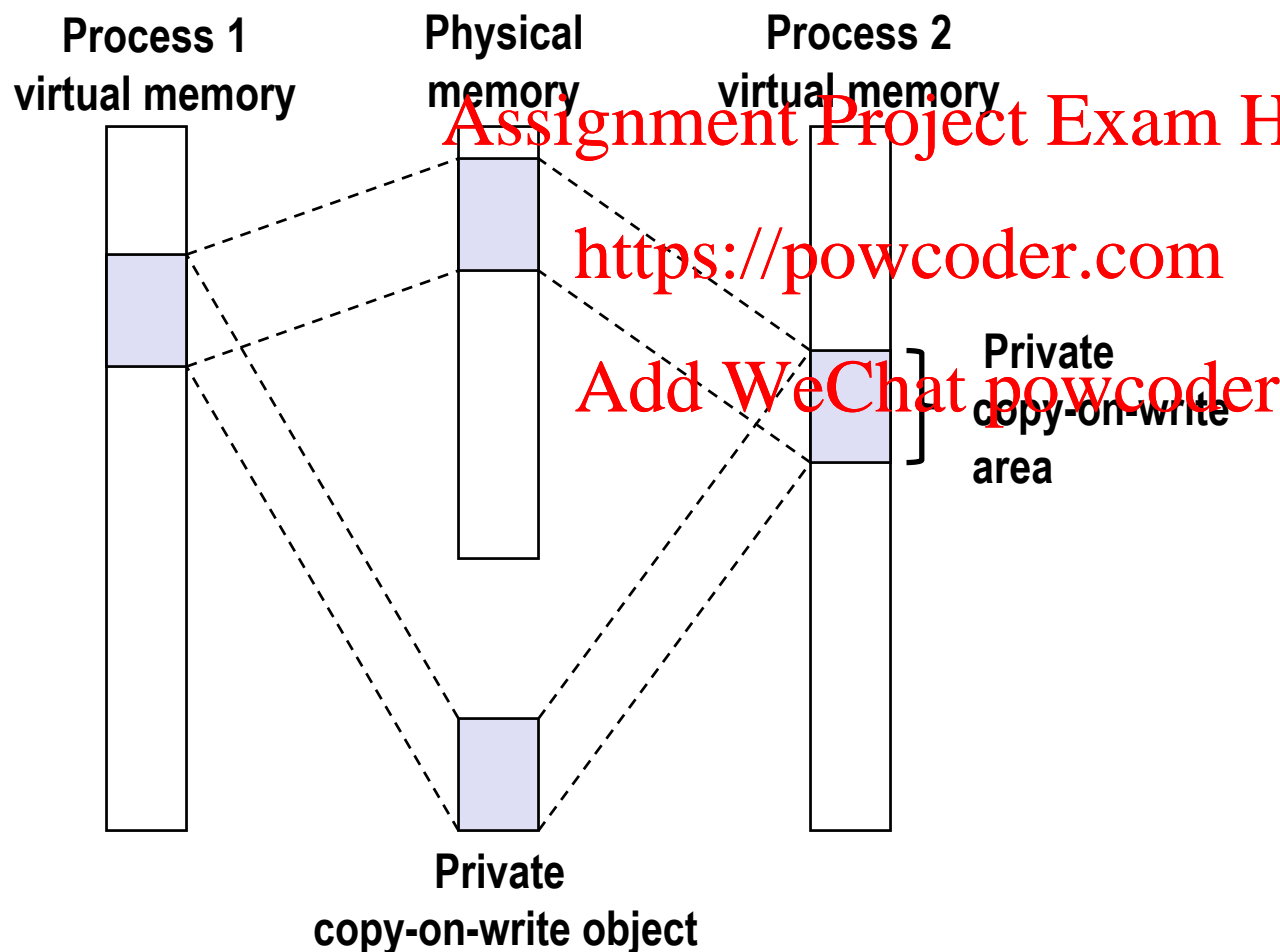 Process 1
virtual memory
Physical
memory
Process 2
virtual memory
Assignment Project Exam H
https://powcoder.com
Add WeChat powcoder
Private
copy-on-write
area
Private
copy-on-write object